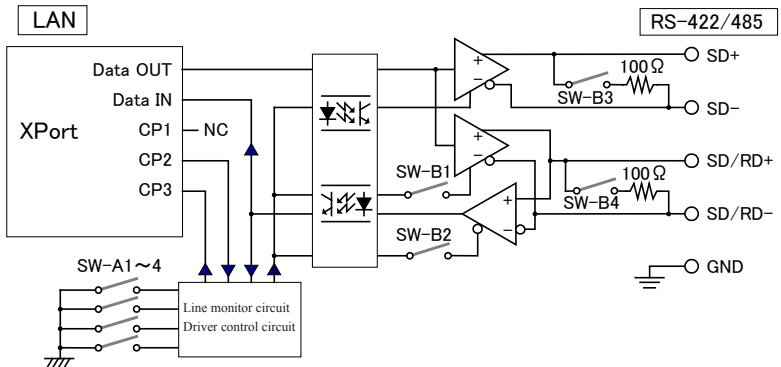 LAN
RS-422/485
XPort
Data OUT
Data IN
CP1
NC
CP2
CP3
SW-A1～4
Line monitor circuit
Driver control circuit
SW-B1
SW-B2
+
−
+
−
+
−
100Ω
SW-B3
100Ω
SW-B4
SD+
SD-
SD/RD+
SD/RD-
GND